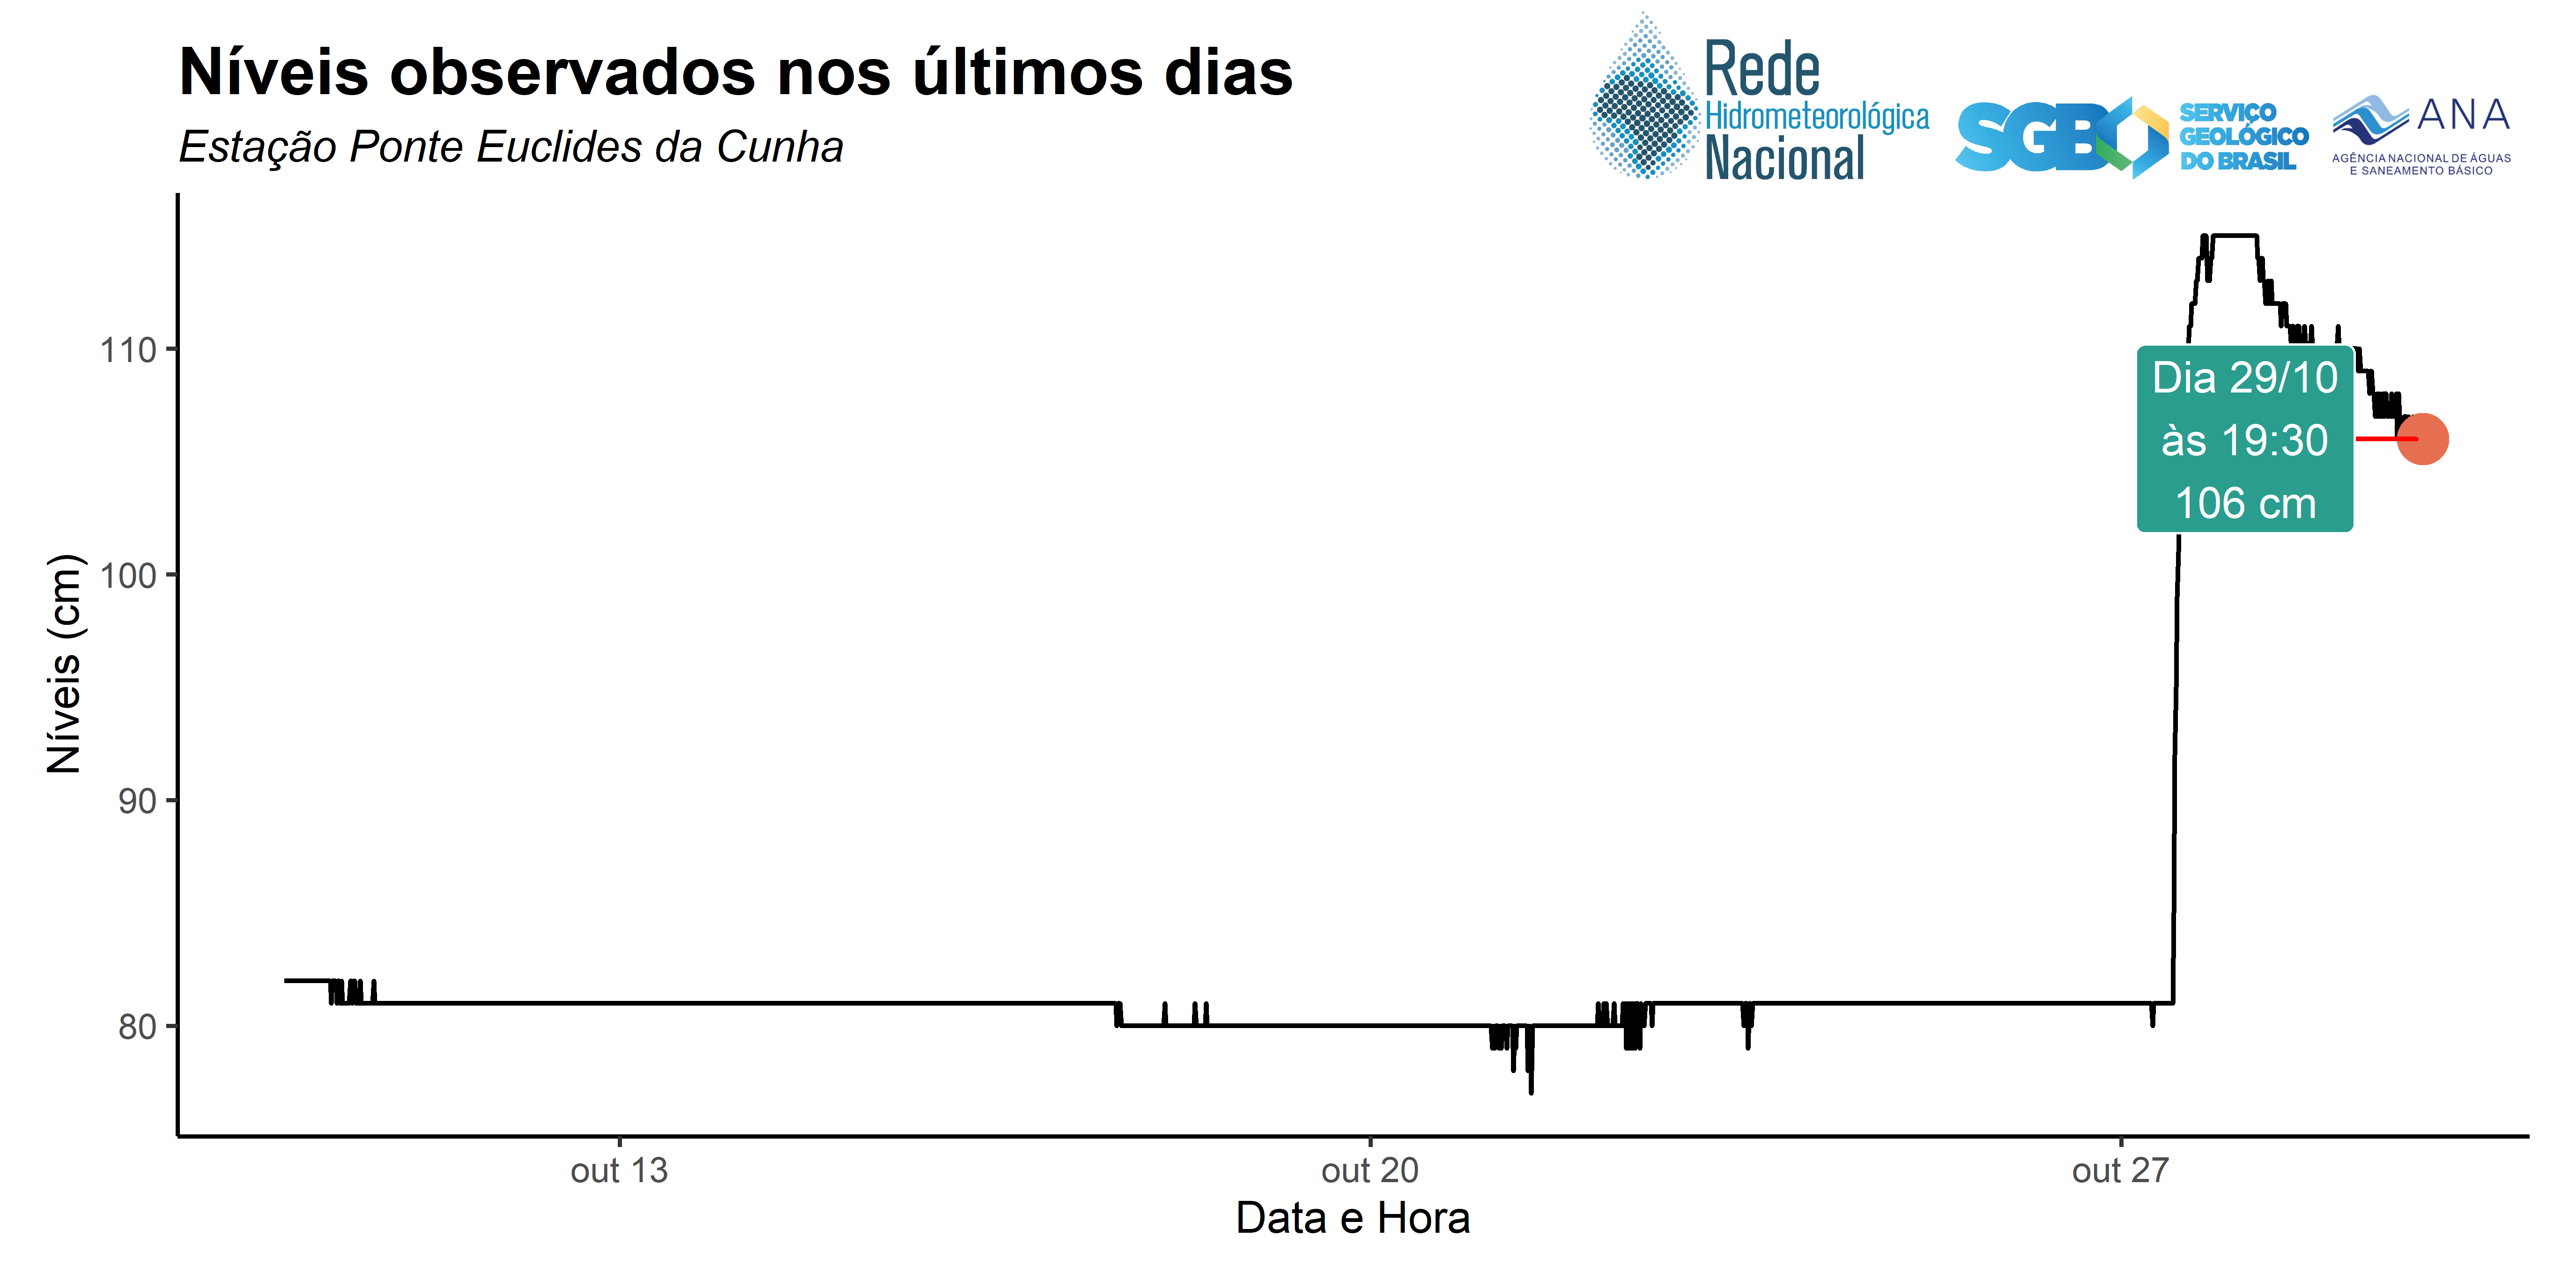 Níveis observados nos últimos dias
Estação Ponte Euclides da Cunha
Rede
Hidrometeorológica
Nacional
SGB
SERVIÇO
GEOLÓGICO
DO BRASIL
ANA
AGÊNCIA NACIONAL DE ÁGUAS
E SANEAMENTO BÁSICO
Níveis (cm)
110
100
90
80
Dia 29/10
às 19:30
106 cm
out 13
out 20
out 27
Data e Hora